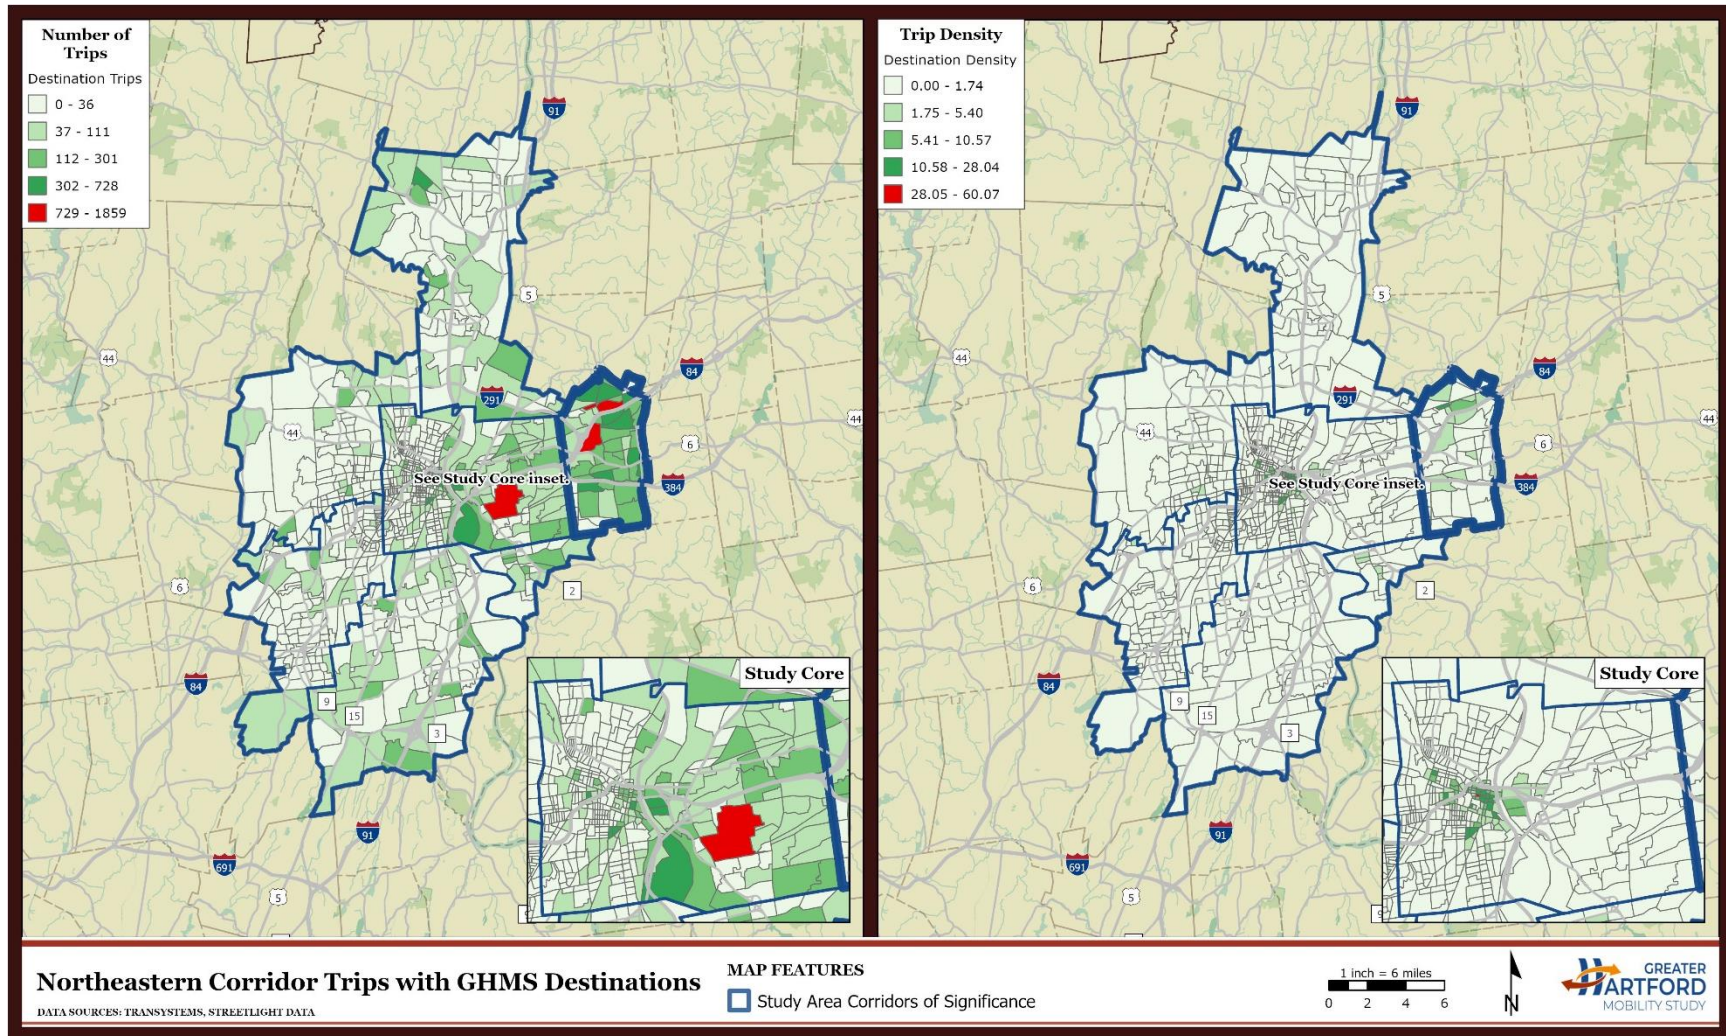 Number of
Trips
Destination Trips
0 - 36
37 - 111
112 - 301
302 - 728
729 - 1859
91
5
44
84
291
44
44
6
See Study Core inset.
384
6
2
84
9
15
3
91
691
5
Study Core
Trip Density
Destination Density
0.00 - 1.74
1.75 - 5.40
5.41 - 10.57
10.58 - 28.04
28.05 - 60.07
91
5
44
84
291
44
44
6
See Study Core inset.
384
6
2
84
9
15
3
91
691
5
Study Core
Northeastern Corridor Trips with GHMS Destinations
DATA SOURCES: TRANSYSTEMS, STREETLIGHT DATA
MAP FEATURES
Study Area Corridors of Significance
1 inch = 6 miles
0 2 4 6
N
GREATER
HARTFORD
MOBILITY STUDY